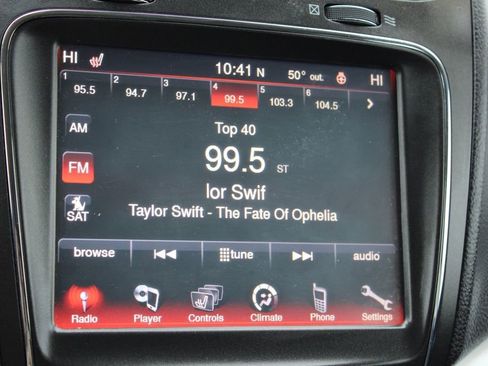 HI 10:41 N 50° out. HI
1 2 3 4 5 6
95.5 94.7 97.1 99.5 103.3 104.5
AM
Top 40
FM
99.5 ST
lor Swif
SAT
Taylor Swift - The Fate Of Ophelia
browse tune audio
Radio Player Controls Climate Phone Settings